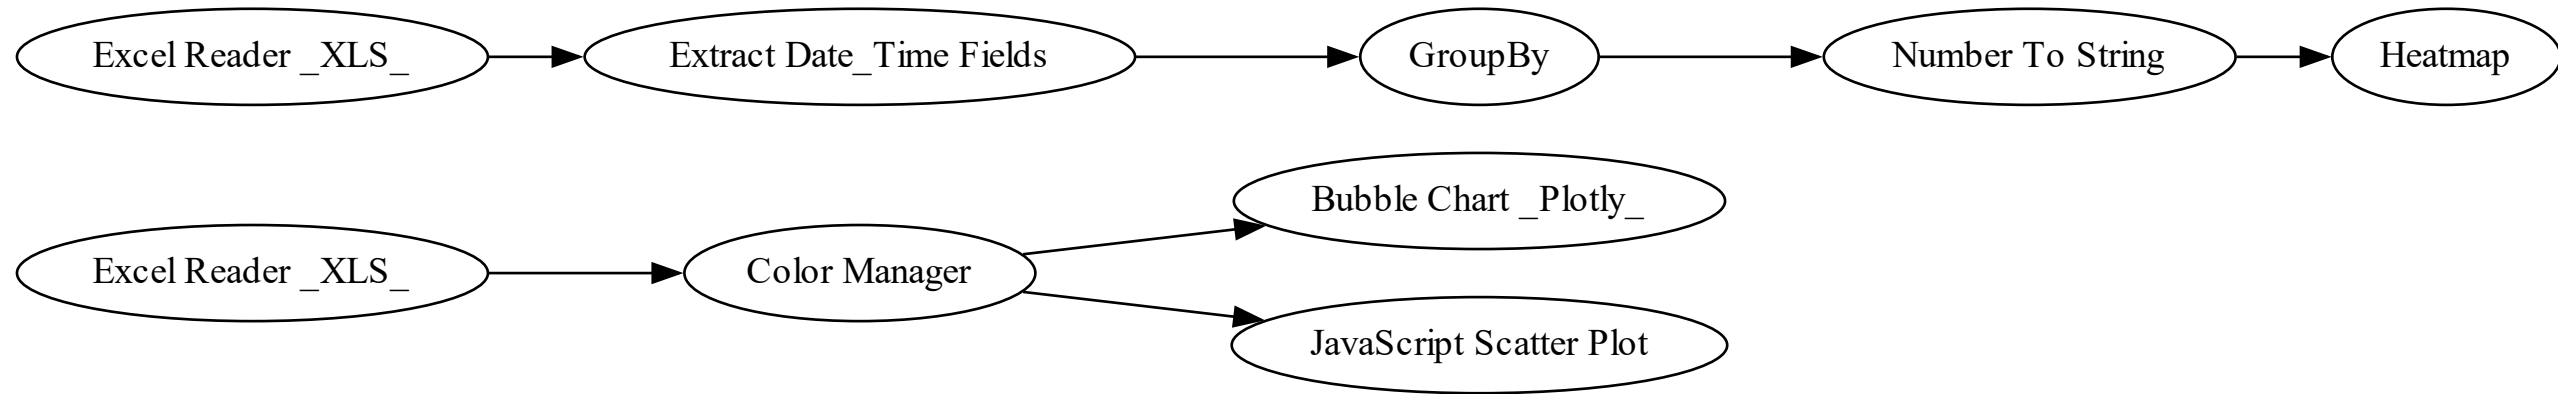 Excel Reader _XLS_
Extract Date_Time Fields
GroupBy
Number To String
Heatmap
Bubble Chart _Plotly_
Excel Reader _XLS_
Color Manager
JavaScript Scatter Plot